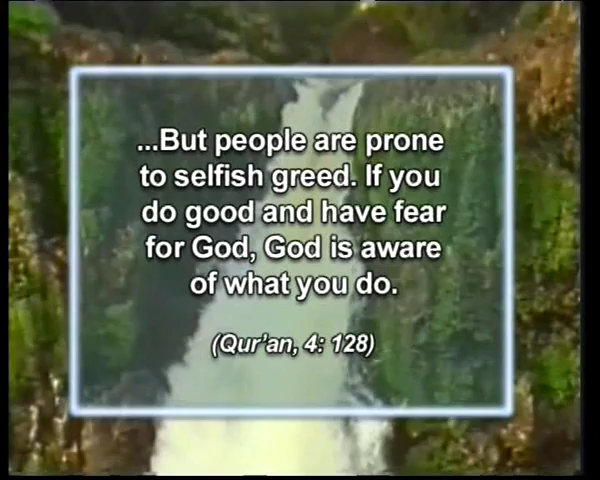 ...But people are prone
to selfish greed. If you
do good and have fear
for God, God is aware
of what you do.
(Qur'an, 4: 128)